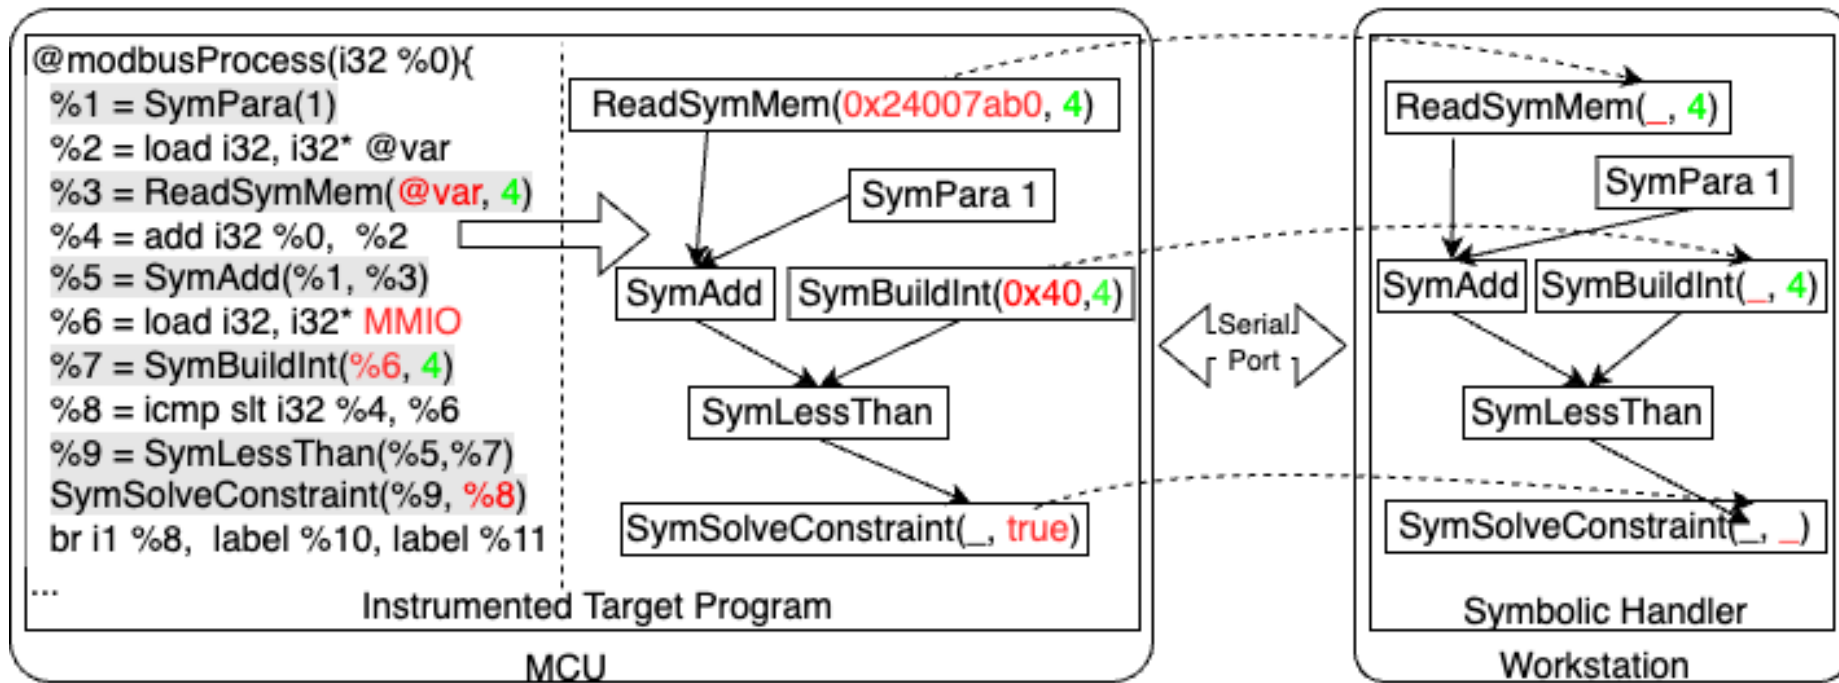 @modbusProcess(i32 %0){
%1 = SymPara(1)
%2 = load i32, i32* @var
%3 = ReadSymMem(@var, 4)
%4 = add i32 %0, %2
%5 = SymAdd(%1, %3)
%6 = load i32, i32* MMIO
%7 = SymBuildInt(%6, 4)
%8 = icmp slt i32 %4, %6
%9 = SymLessThan(%5,%7)
SymSolveConstraint(%9, %8)
br i1 %8, label %10, label %11
...
ReadSymMem(0x24007ab0, 4)
SymPara 1
SymAdd
SymBuildInt(0x40,4)
SymLessThan
SymSolveConstraint(_, true)
Instrumented Target Program
MCU
Serial
Port
ReadSymMem(_, 4)
SymPara 1
SymAdd
SymBuildInt(_, 4)
SymLessThan
SymSolveConstraint(_, _)
Symbolic Handler
Workstation